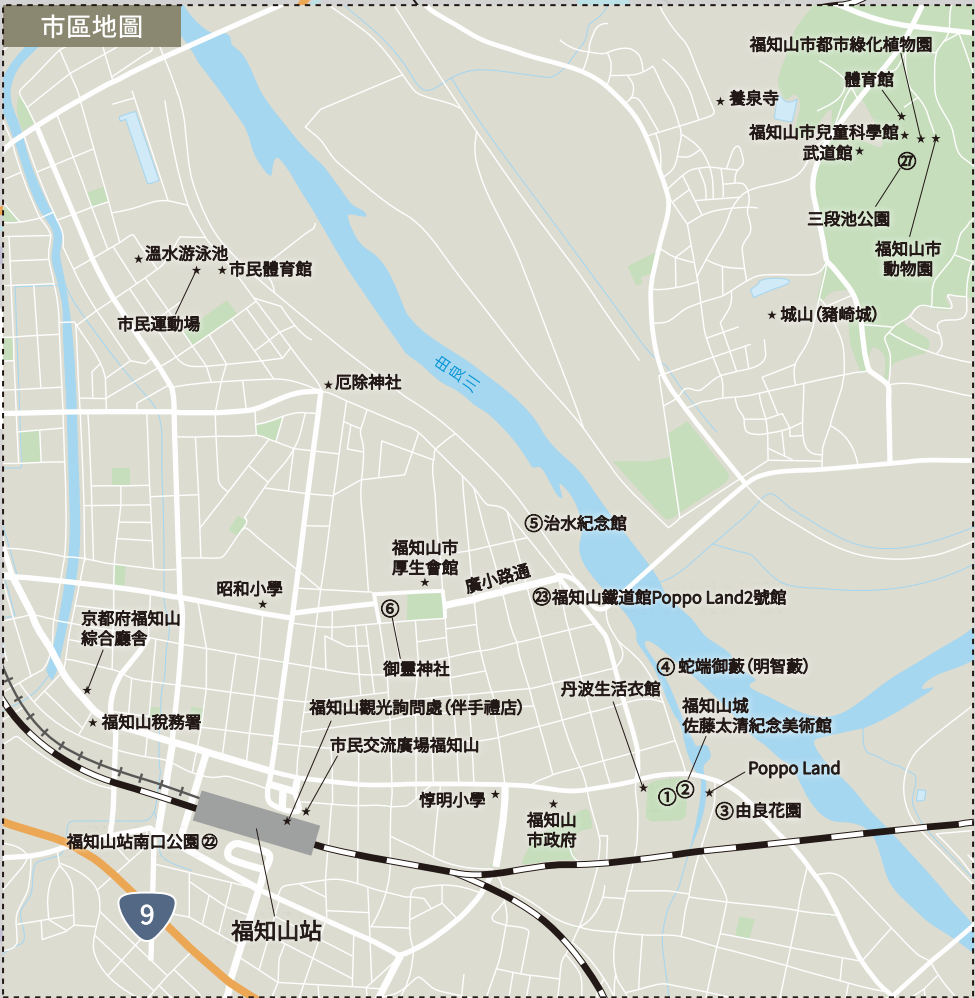 市區地圖
福知山市都市綠化植物園
體育館
養泉寺
福知山市兒童科學館
武道館
㉗
三段池公園
福知山市
動物園
溫水游泳池
市民體育館
市民運動場
城山(豬崎城)
由良川
厄除神社
⑤治水紀念館
福知山市
厚生會館
廣小路通
昭和小學
㉓福知山鐵道館Poppo Land2號館
⑥
京都府福知山
綜合廳舍
御靈神社
④蛇端御藪(明智藪)
丹波生活衣館
福知山城
佐藤太清紀念美術館
福知山觀光詢問處(伴手禮店)
福知山稅務署
市民交流廣場福知山
Poppo Land
惇明小學
①
②
③由良花園
福知山
市政府
福知山站南口公園㉒
9
福知山站